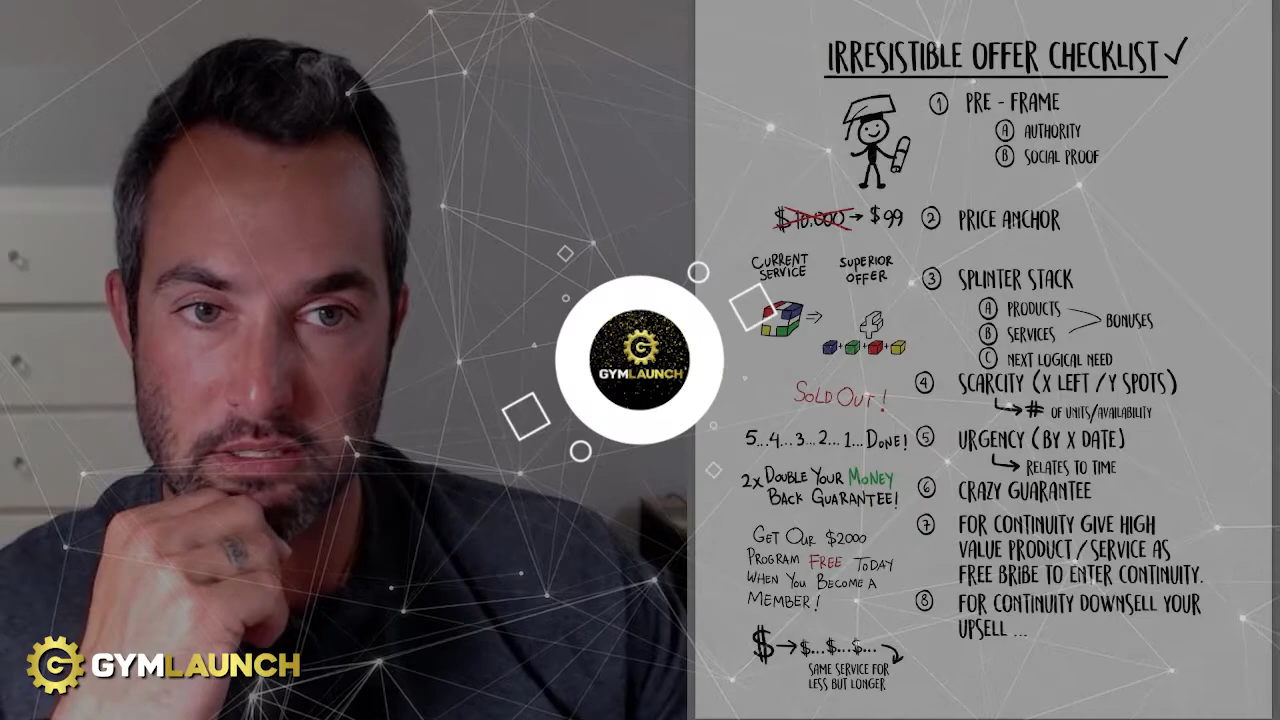 IRRESISTIBLE OFFER CHECKLIST
1 PRE - FRAME
A AUTHORITY
B SOCIAL PROOF
$10,000 → $99
2 PRICE ANCHOR
CURRENT SERVICE
SUPERIOR OFFER
3 SPLINTER STACK
A PRODUCTS
B SERVICES
BONUSES
C NEXT LOGICAL NEED
SOLD OUT!
4 SCARCITY (X LEFT / Y SPOTS)
# OF UNITS/AVAILABILITY
5...4...3...2...1...DONE!
5 URGENCY (BY X DATE)
RELATES TO TIME
2x DOUBLE YOUR MONEY
BACK GUARANTEE!
6 CRAZY GUARANTEE
GET OUR $2000
PROGRAM FREE TODAY
WHEN YOU BECOME A
MEMBER!
7 FOR CONTINUITY GIVE HIGH
VALUE PRODUCT / SERVICE AS
FREE BRIBE TO ENTER CONTINUITY.
8 FOR CONTINUITY DOWNSELL YOUR
UPSELL ...
$ → $... $... $...
SAME SERVICE FOR
LESS BUT LONGER
G
GYMLAUNCH
G GYMLAUNCH